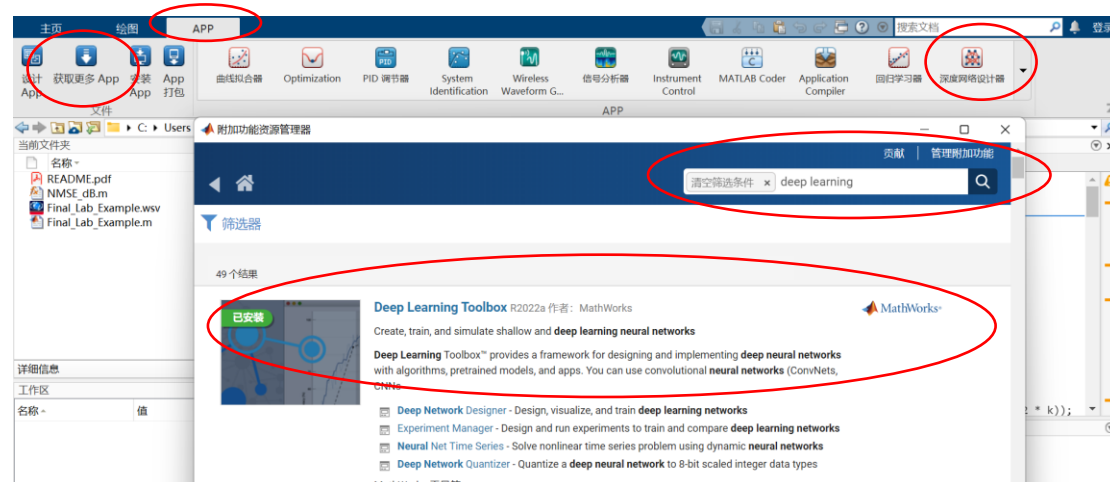 主页 绘图 APP
搜索文档 登录
设计 App 获取更多 App 安装 App App 打包 曲线拟合器 Optimization PID 调节器 System Identification Wireless Waveform G... 信号分析器 Instrument Control MATLAB Coder Application Compiler 回归学习器 深度网络设计器
文件 APP
C: Users
当前文件夹
名称
README.pdf
NMSE_dB.m
Final_Lab_Example.wsv
Final_Lab_Example.m
详细信息
工作区
名称 值
附加功能资源管理器
贡献 | 管理附加功能
清空筛选条件 × deep learning
筛选器
49 个结果
已安装
Deep Learning Toolbox R2022a 作者: MathWorks
MathWorks
Create, train, and simulate shallow and deep learning neural networks
Deep Learning Toolbox™ provides a framework for designing and implementing deep neural networks
with algorithms, pretrained models, and apps. You can use convolutional neural networks (ConvNets,
CNNs
Deep Network Designer - Design, visualize, and train deep learning networks
Experiment Manager - Design and run experiments to train and compare deep learning networks
Neural Net Time Series - Solve nonlinear time series problem using dynamic neural networks
Deep Network Quantizer - Quantize a deep neural network to 8-bit scaled integer data types
* k));